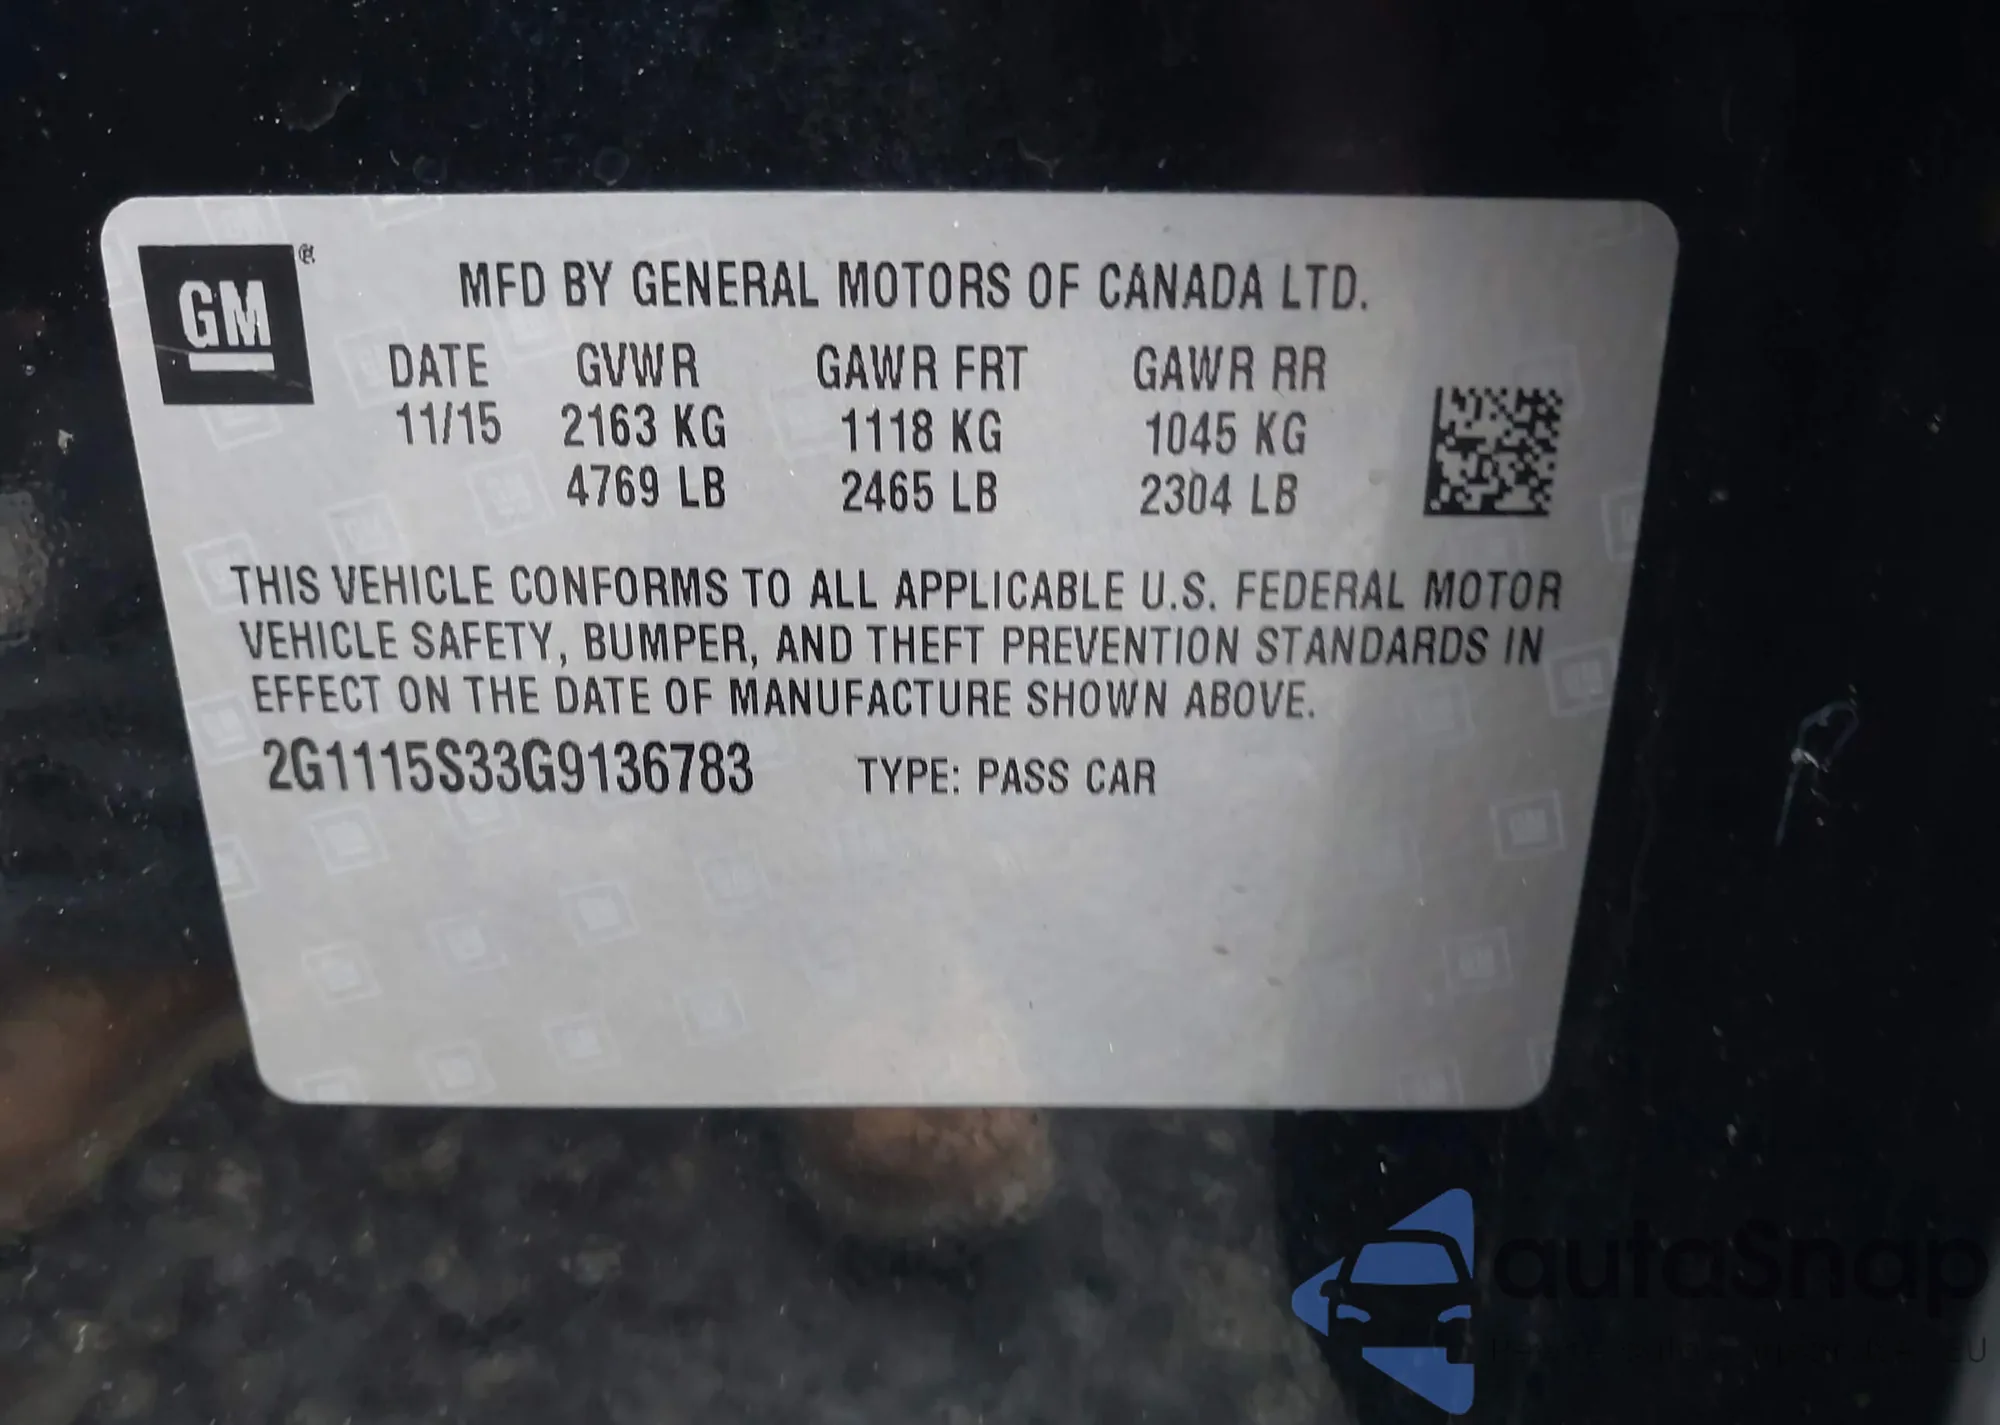 GM
MFD BY GENERAL MOTORS OF CANADA LTD.
DATE GVWR GAWR FRT GAWR RR
11/15 2163 KG 1118 KG 1045 KG
4769 LB 2465 LB 2304 LB
THIS VEHICLE CONFORMS TO ALL APPLICABLE U.S. FEDERAL MOTOR
VEHICLE SAFETY, BUMPER, AND THEFT PREVENTION STANDARDS IN
EFFECT ON THE DATE OF MANUFACTURE SHOWN ABOVE.
2G1115S33G9136783 TYPE: PASS CAR
autaSnap